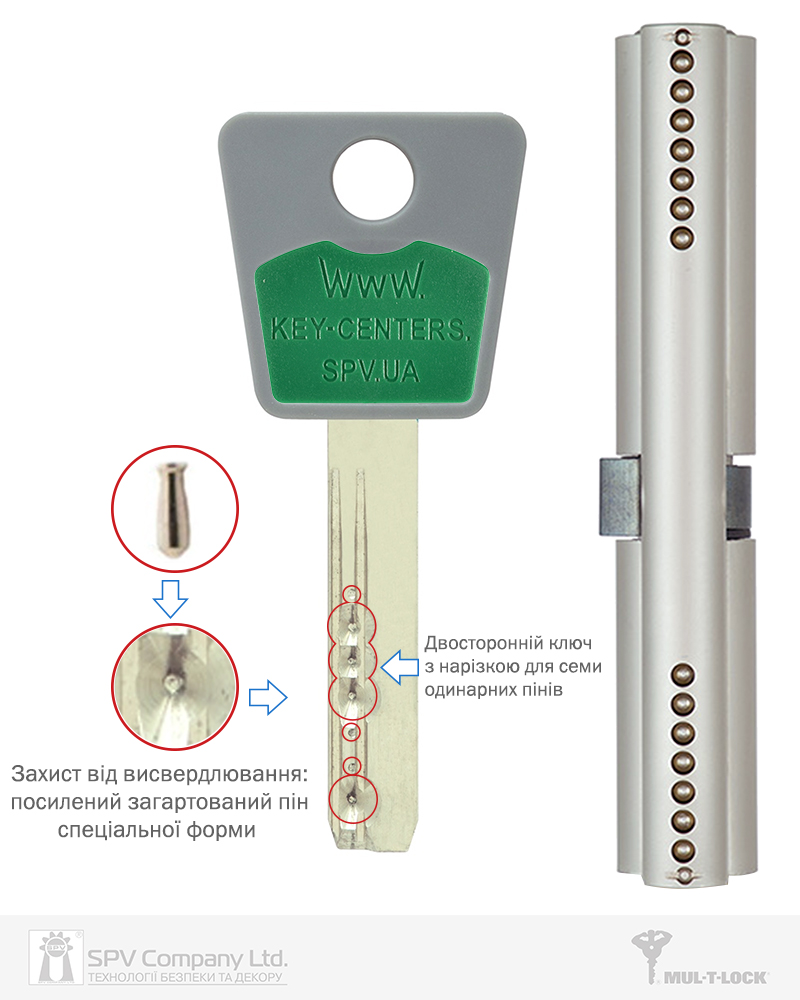 WwW.
KEY-CENTERS.
SPV.UA
Двосторонній ключ
з нарізкою для семи
одинарних пінів
Захист від висвердлювання:
посилений загартований пін
спеціальної форми
SPV Company Ltd.
ТЕХНОЛОГІЇ БЕЗПЕКИ ТА ДЕКОРУ
MUL-T-LOCK®